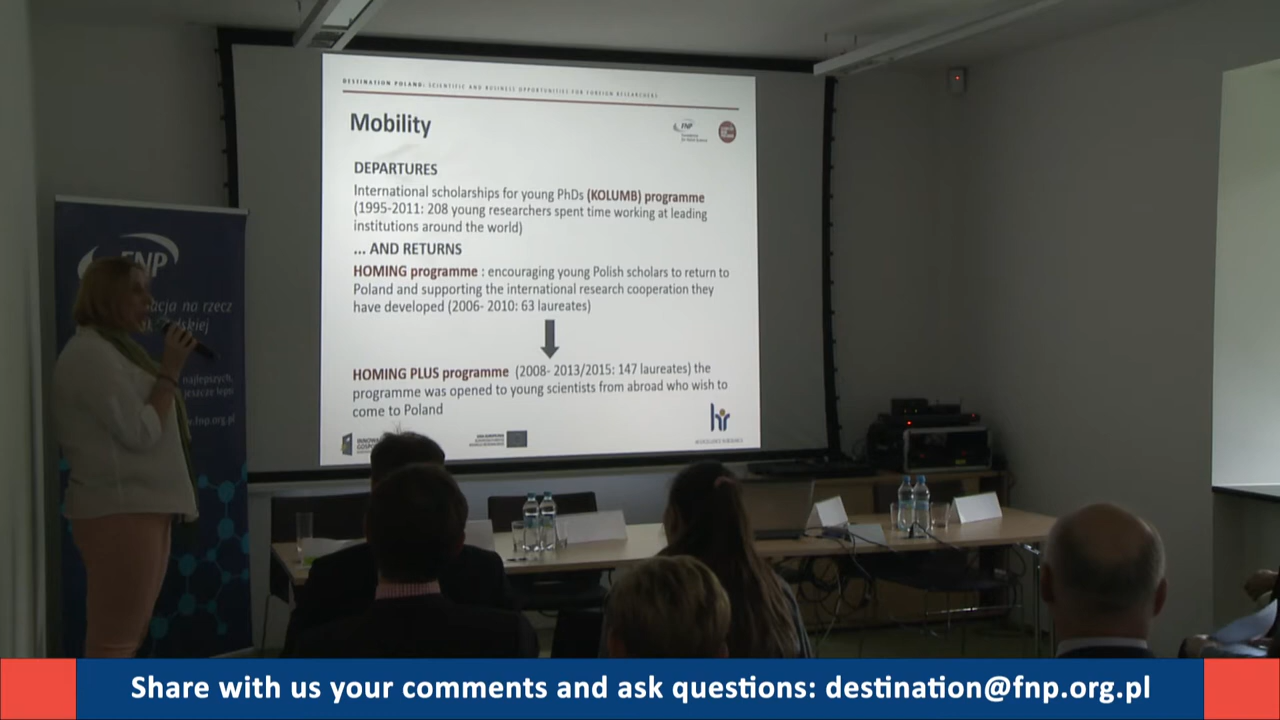 DESTINATION POLAND: SCIENTIFIC AND BUSINESS OPPORTUNITIES FOR FOREIGN RESEARCHERS
Mobility
FNP
DEPARTURES
International scholarships for young PhDs (KOLUMB) programme
(1995-2011: 208 young researchers spent time working at leading
institutions around the world)
... AND RETURNS
HOMING programme : encouraging young Polish scholars to return to
Poland and supporting the international research cooperation they
have developed (2006- 2010: 63 laureates)
HOMING PLUS programme (2008- 2013/2015: 147 laureates) the
programme was opened to young scientists from abroad who wish to
come to Poland
hr
FNP
na rzecz
najlepszych,
fnp.org.pl
Share with us your comments and ask questions: destination@fnp.org.pl